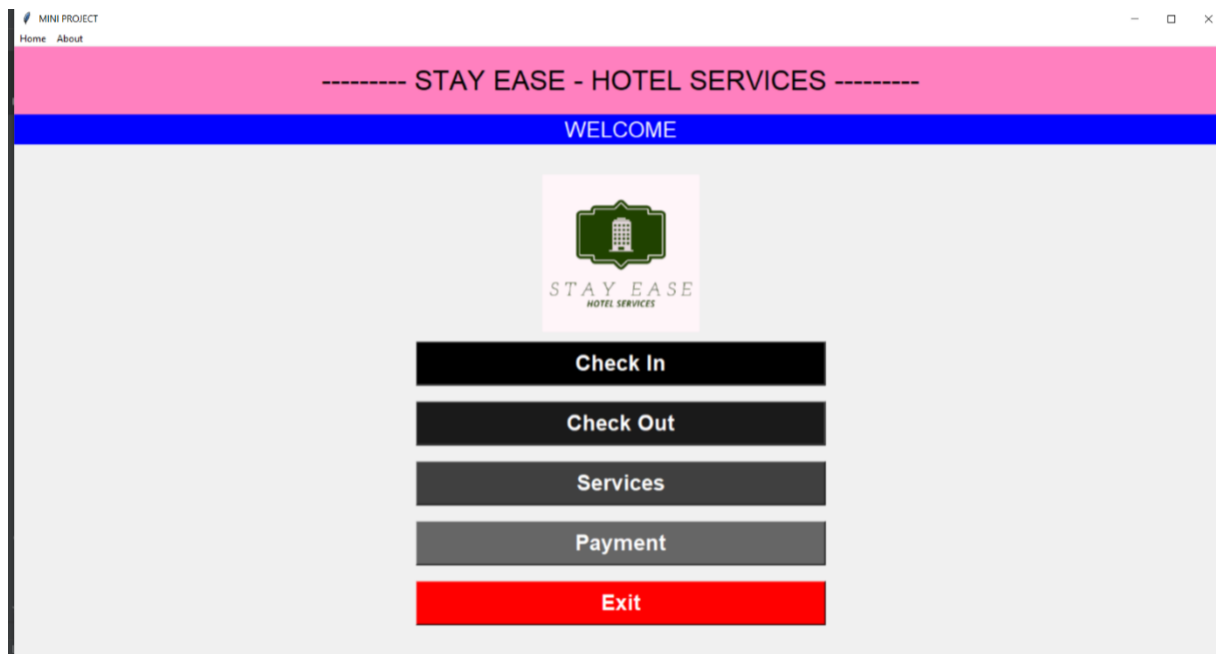 MINI PROJECT
Home About
--------- STAY EASE - HOTEL SERVICES ---------
WELCOME
STAY EASE
HOTEL SERVICES
Check In
Check Out
Services
Payment
Exit